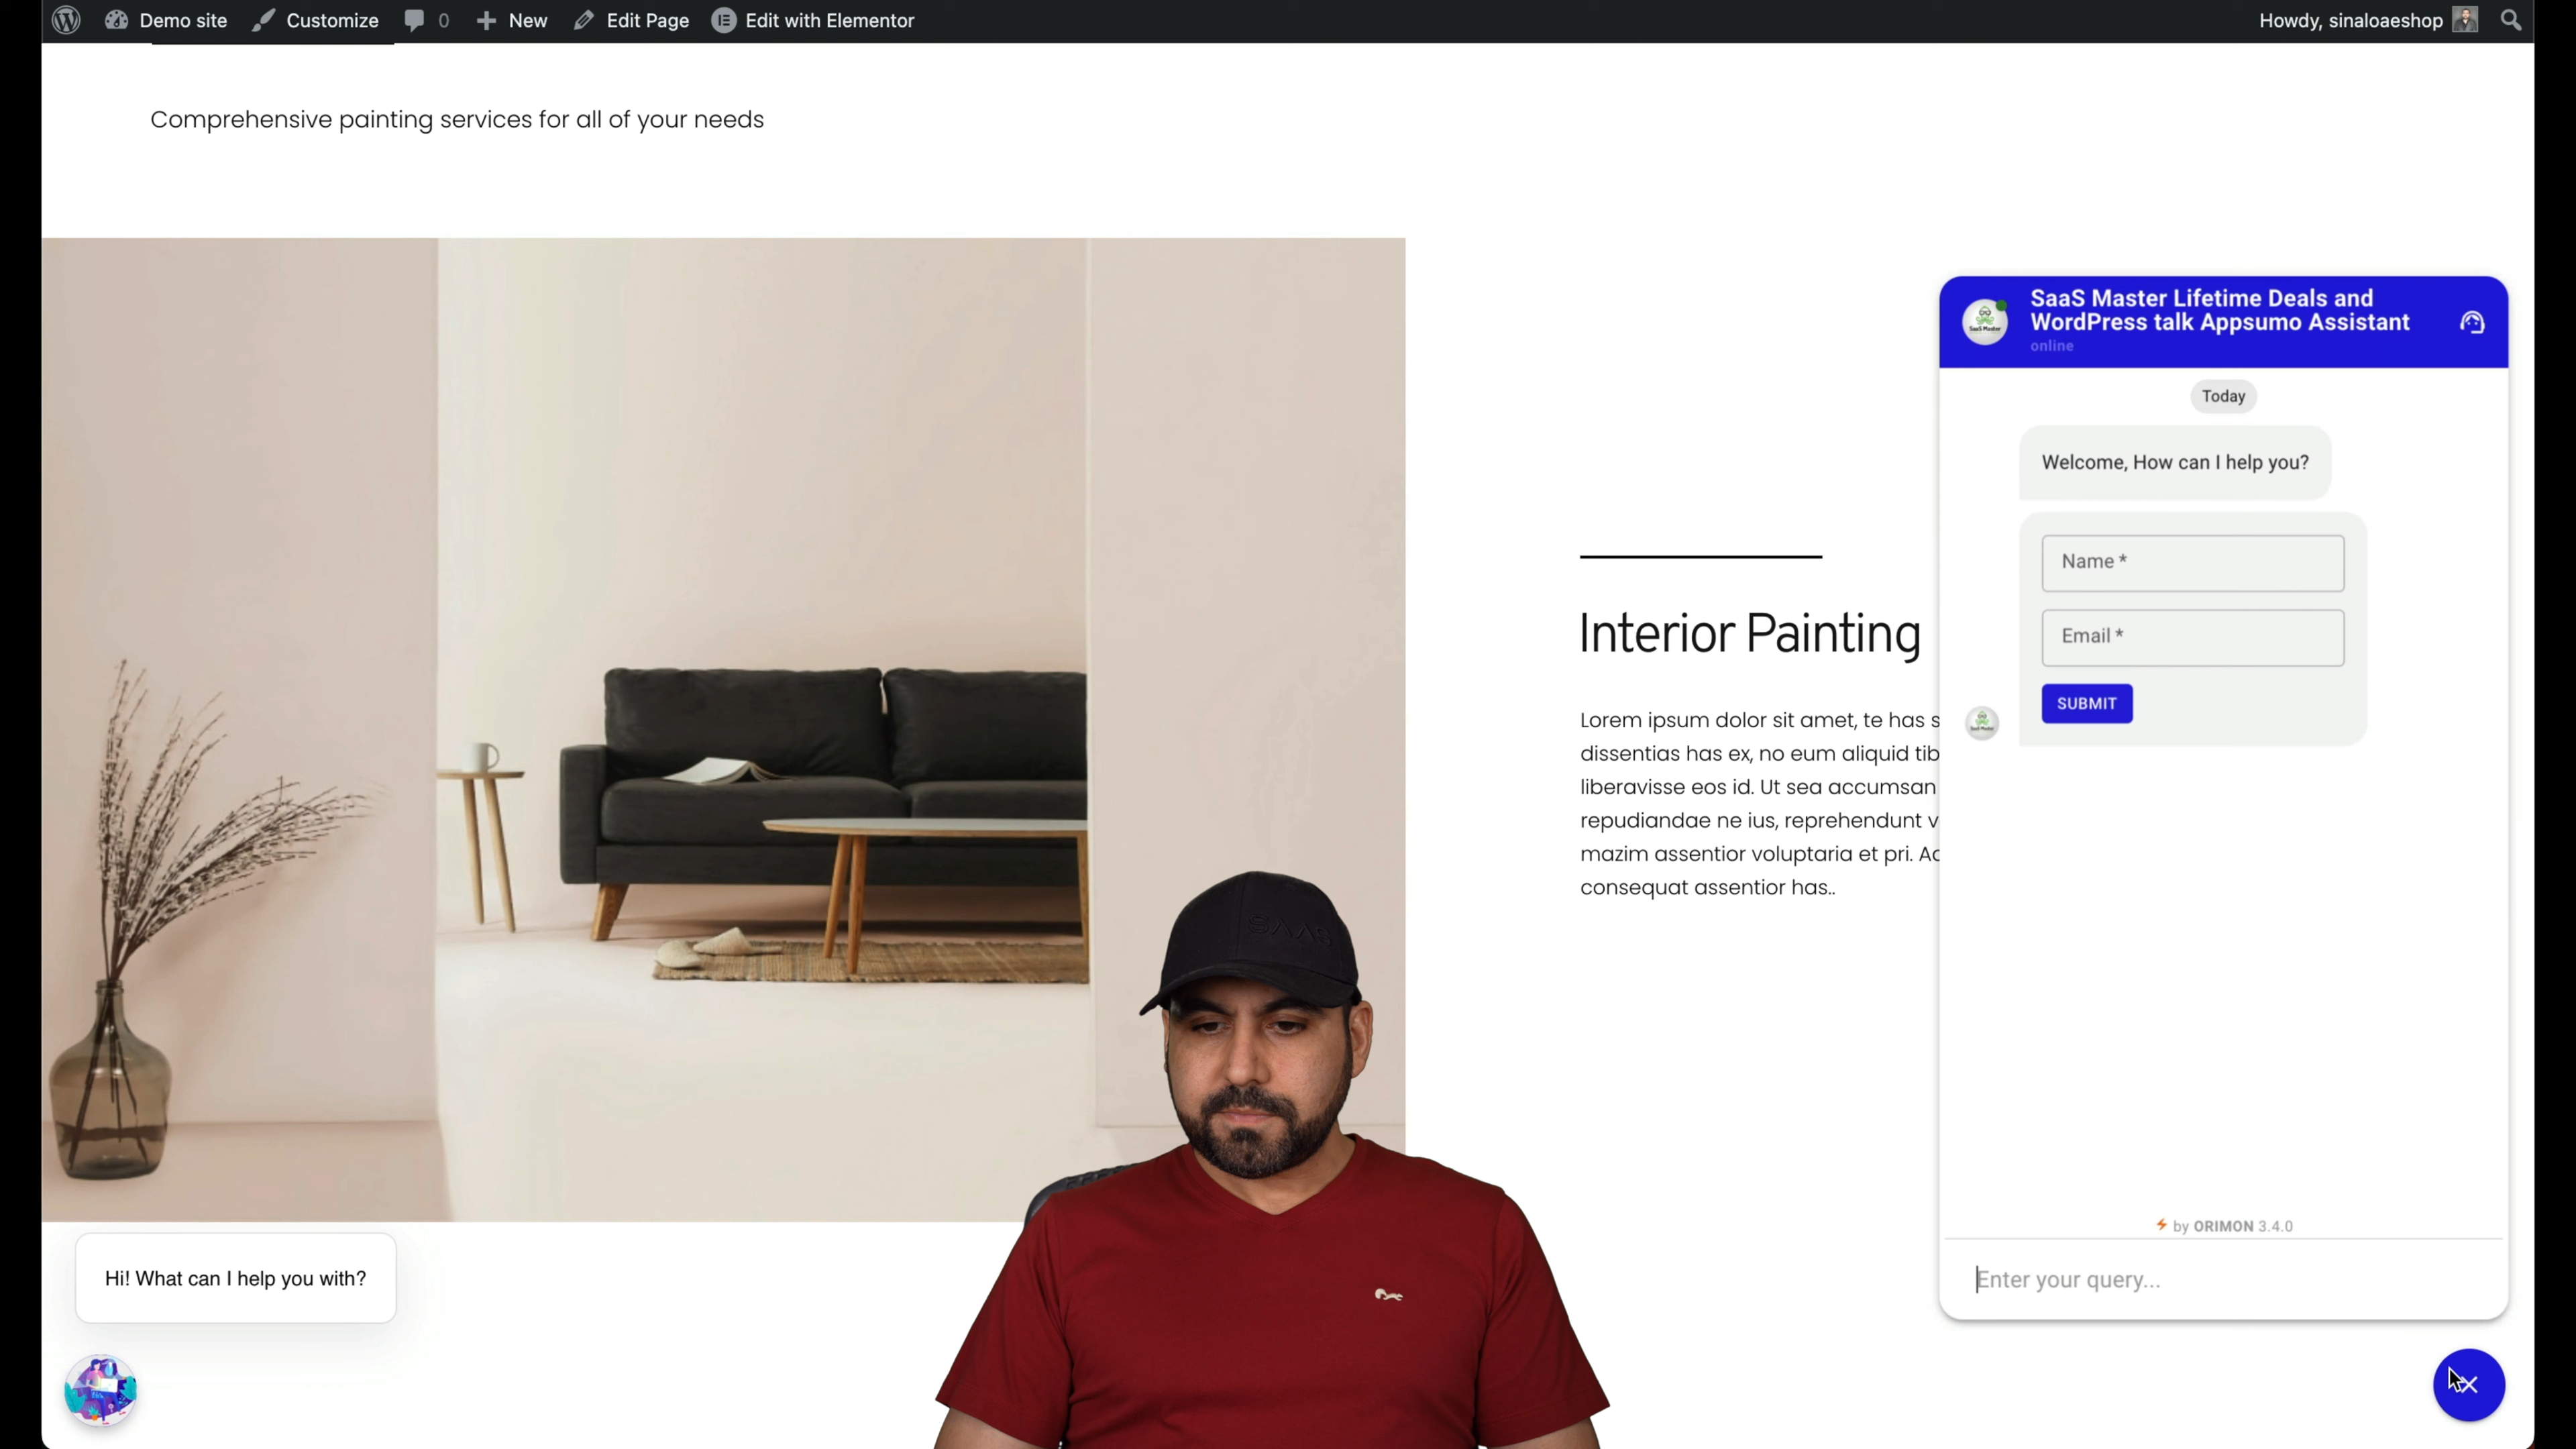 Demo site
Customize
0
New
Edit Page
Edit with Elementor
Howdy, sinaloaeshop
Comprehensive painting services for all of your needs
Interior Painting
Lorem ipsum dolor sit amet, te has s
dissentias has ex, no eum aliquid tib
liberavisse eos id. Ut sea accumsan
repudiandae ne ius, reprehendunt v
mazim assentior voluptaria et pri. Ac
consequat assentior has..
SaaS Master Lifetime Deals and
WordPress talk Appsumo Assistant
online
SaaS Master
Today
Welcome, How can I help you?
Name *
Email *
SUBMIT
by ORIMON 3.4.0
Enter your query...
SAAS
Hi! What can I help you with?